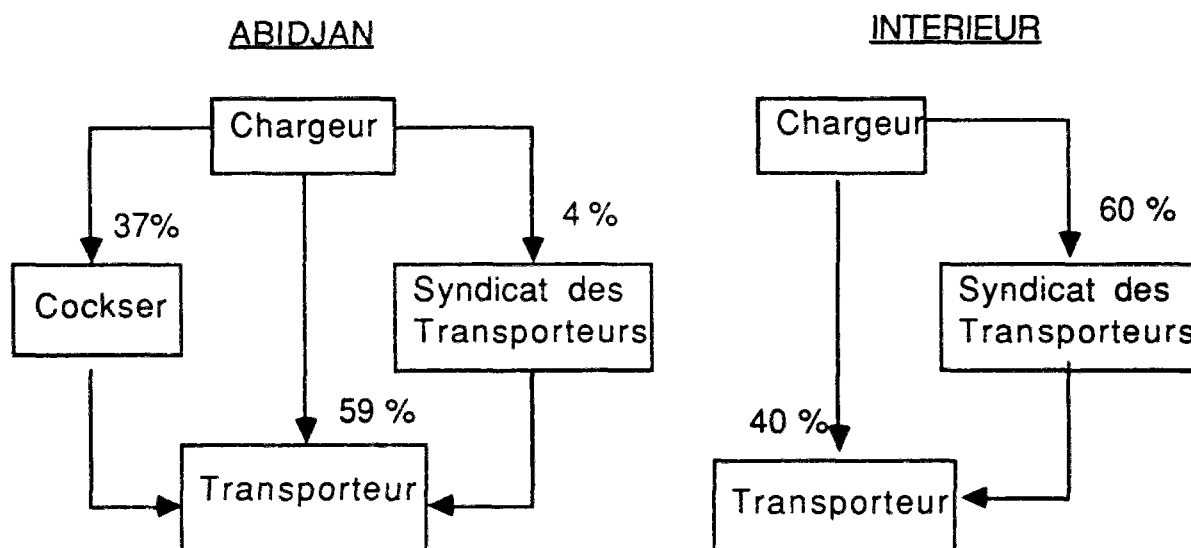 ABIDJAN
Chargeur
37%
4 %
Cockser
Syndicat des
Transporteurs
59 %
Transporteur
INTERIEUR
Chargeur
60 %
Syndicat des
Transporteurs
40 %
Transporteur